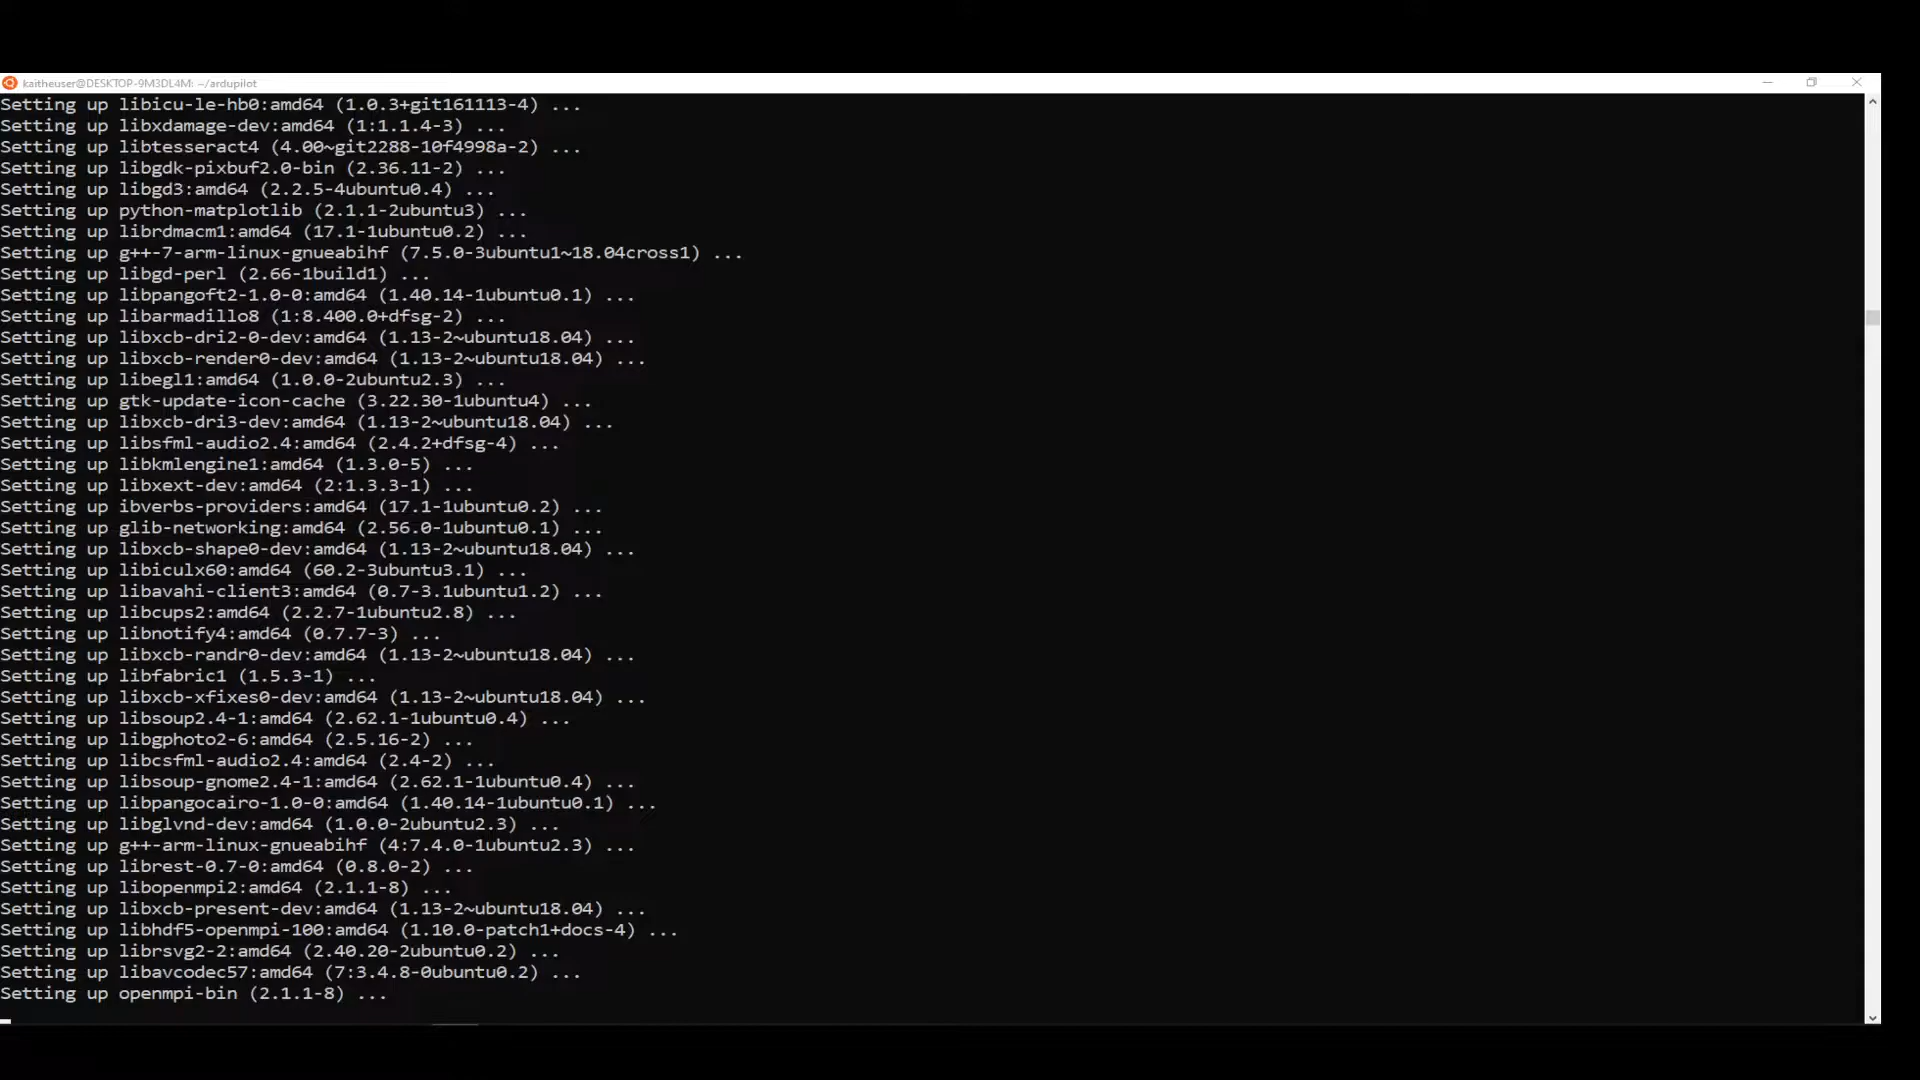 kaitheuser@DESKTOP-9M3DL4M: ~/ardupilot
Setting up libicu-le-hb0:amd64 (1.0.3+git161113-4) ...
Setting up libxdamage-dev:amd64 (1:1.1.4-3) ...
Setting up libtesseract4 (4.00~git2288-10f4998a-2) ...
Setting up libgdk-pixbuf2.0-bin (2.36.11-2) ...
Setting up libgd3:amd64 (2.2.5-4ubuntu0.4) ...
Setting up python-matplotlib (2.1.1-2ubuntu3) ...
Setting up librdmacm1:amd64 (17.1-1ubuntu0.2) ...
Setting up g++-7-arm-linux-gnueabihf (7.5.0-3ubuntu1~18.04cross1) ...
Setting up libgd-perl (2.66-1build1) ...
Setting up libpangoft2-1.0-0:amd64 (1.40.14-1ubuntu0.1) ...
Setting up libarmadillo8 (1:8.400.0+dfsg-2) ...
Setting up libxcb-dri2-0-dev:amd64 (1.13-2~ubuntu18.04) ...
Setting up libxcb-render0-dev:amd64 (1.13-2~ubuntu18.04) ...
Setting up libegl1:amd64 (1.0.0-2ubuntu2.3) ...
Setting up gtk-update-icon-cache (3.22.30-1ubuntu4) ...
Setting up libxcb-dri3-dev:amd64 (1.13-2~ubuntu18.04) ...
Setting up libsfml-audio2.4:amd64 (2.4.2+dfsg-4) ...
Setting up libkmlengine1:amd64 (1.3.0-5) ...
Setting up libxext-dev:amd64 (2:1.3.3-1) ...
Setting up ibverbs-providers:amd64 (17.1-1ubuntu0.2) ...
Setting up glib-networking:amd64 (2.56.0-1ubuntu0.1) ...
Setting up libxcb-shape0-dev:amd64 (1.13-2~ubuntu18.04) ...
Setting up libiculx60:amd64 (60.2-3ubuntu3.1) ...
Setting up libavahi-client3:amd64 (0.7-3.1ubuntu1.2) ...
Setting up libcups2:amd64 (2.2.7-1ubuntu2.8) ...
Setting up libnotify4:amd64 (0.7.7-3) ...
Setting up libxcb-randr0-dev:amd64 (1.13-2~ubuntu18.04) ...
Setting up libfabric1 (1.5.3-1) ...
Setting up libxcb-xfixes0-dev:amd64 (1.13-2~ubuntu18.04) ...
Setting up libsoup2.4-1:amd64 (2.62.1-1ubuntu0.4) ...
Setting up libgphoto2-6:amd64 (2.5.16-2) ...
Setting up libcsfml-audio2.4:amd64 (2.4-2) ...
Setting up libsoup-gnome2.4-1:amd64 (2.62.1-1ubuntu0.4) ...
Setting up libpangocairo-1.0-0:amd64 (1.40.14-1ubuntu0.1) ...
Setting up libglvnd-dev:amd64 (1.0.0-2ubuntu2.3) ...
Setting up g++-arm-linux-gnueabihf (4:7.4.0-1ubuntu2.3) ...
Setting up librest-0.7-0:amd64 (0.8.0-2) ...
Setting up libopenmpi2:amd64 (2.1.1-8) ...
Setting up libxcb-present-dev:amd64 (1.13-2~ubuntu18.04) ...
Setting up libhdf5-openmpi-100:amd64 (1.10.0-patch1+docs-4) ...
Setting up librsvg2-2:amd64 (2.40.20-2ubuntu0.2) ...
Setting up libavcodec57:amd64 (7:3.4.8-0ubuntu0.2) ...
Setting up openmpi-bin (2.1.1-8) ...